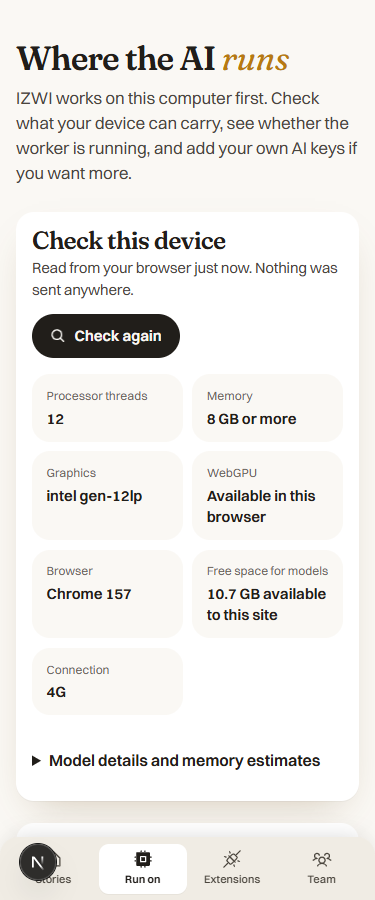 Where the AI runs
IZWI works on this computer first. Check
what your device can carry, see whether the
worker is running, and add your own AI keys if
you want more.
Check this device
Read from your browser just now. Nothing was
sent anywhere.
Check again
Processor threads
12
Memory
8 GB or more
Graphics
intel gen-12lp
WebGPU
Available in this
browser
Browser
Chrome 157
Free space for models
10.7 GB available
to this site
Connection
4G
Model details and memory estimates
N
Run on
Extensions
Team